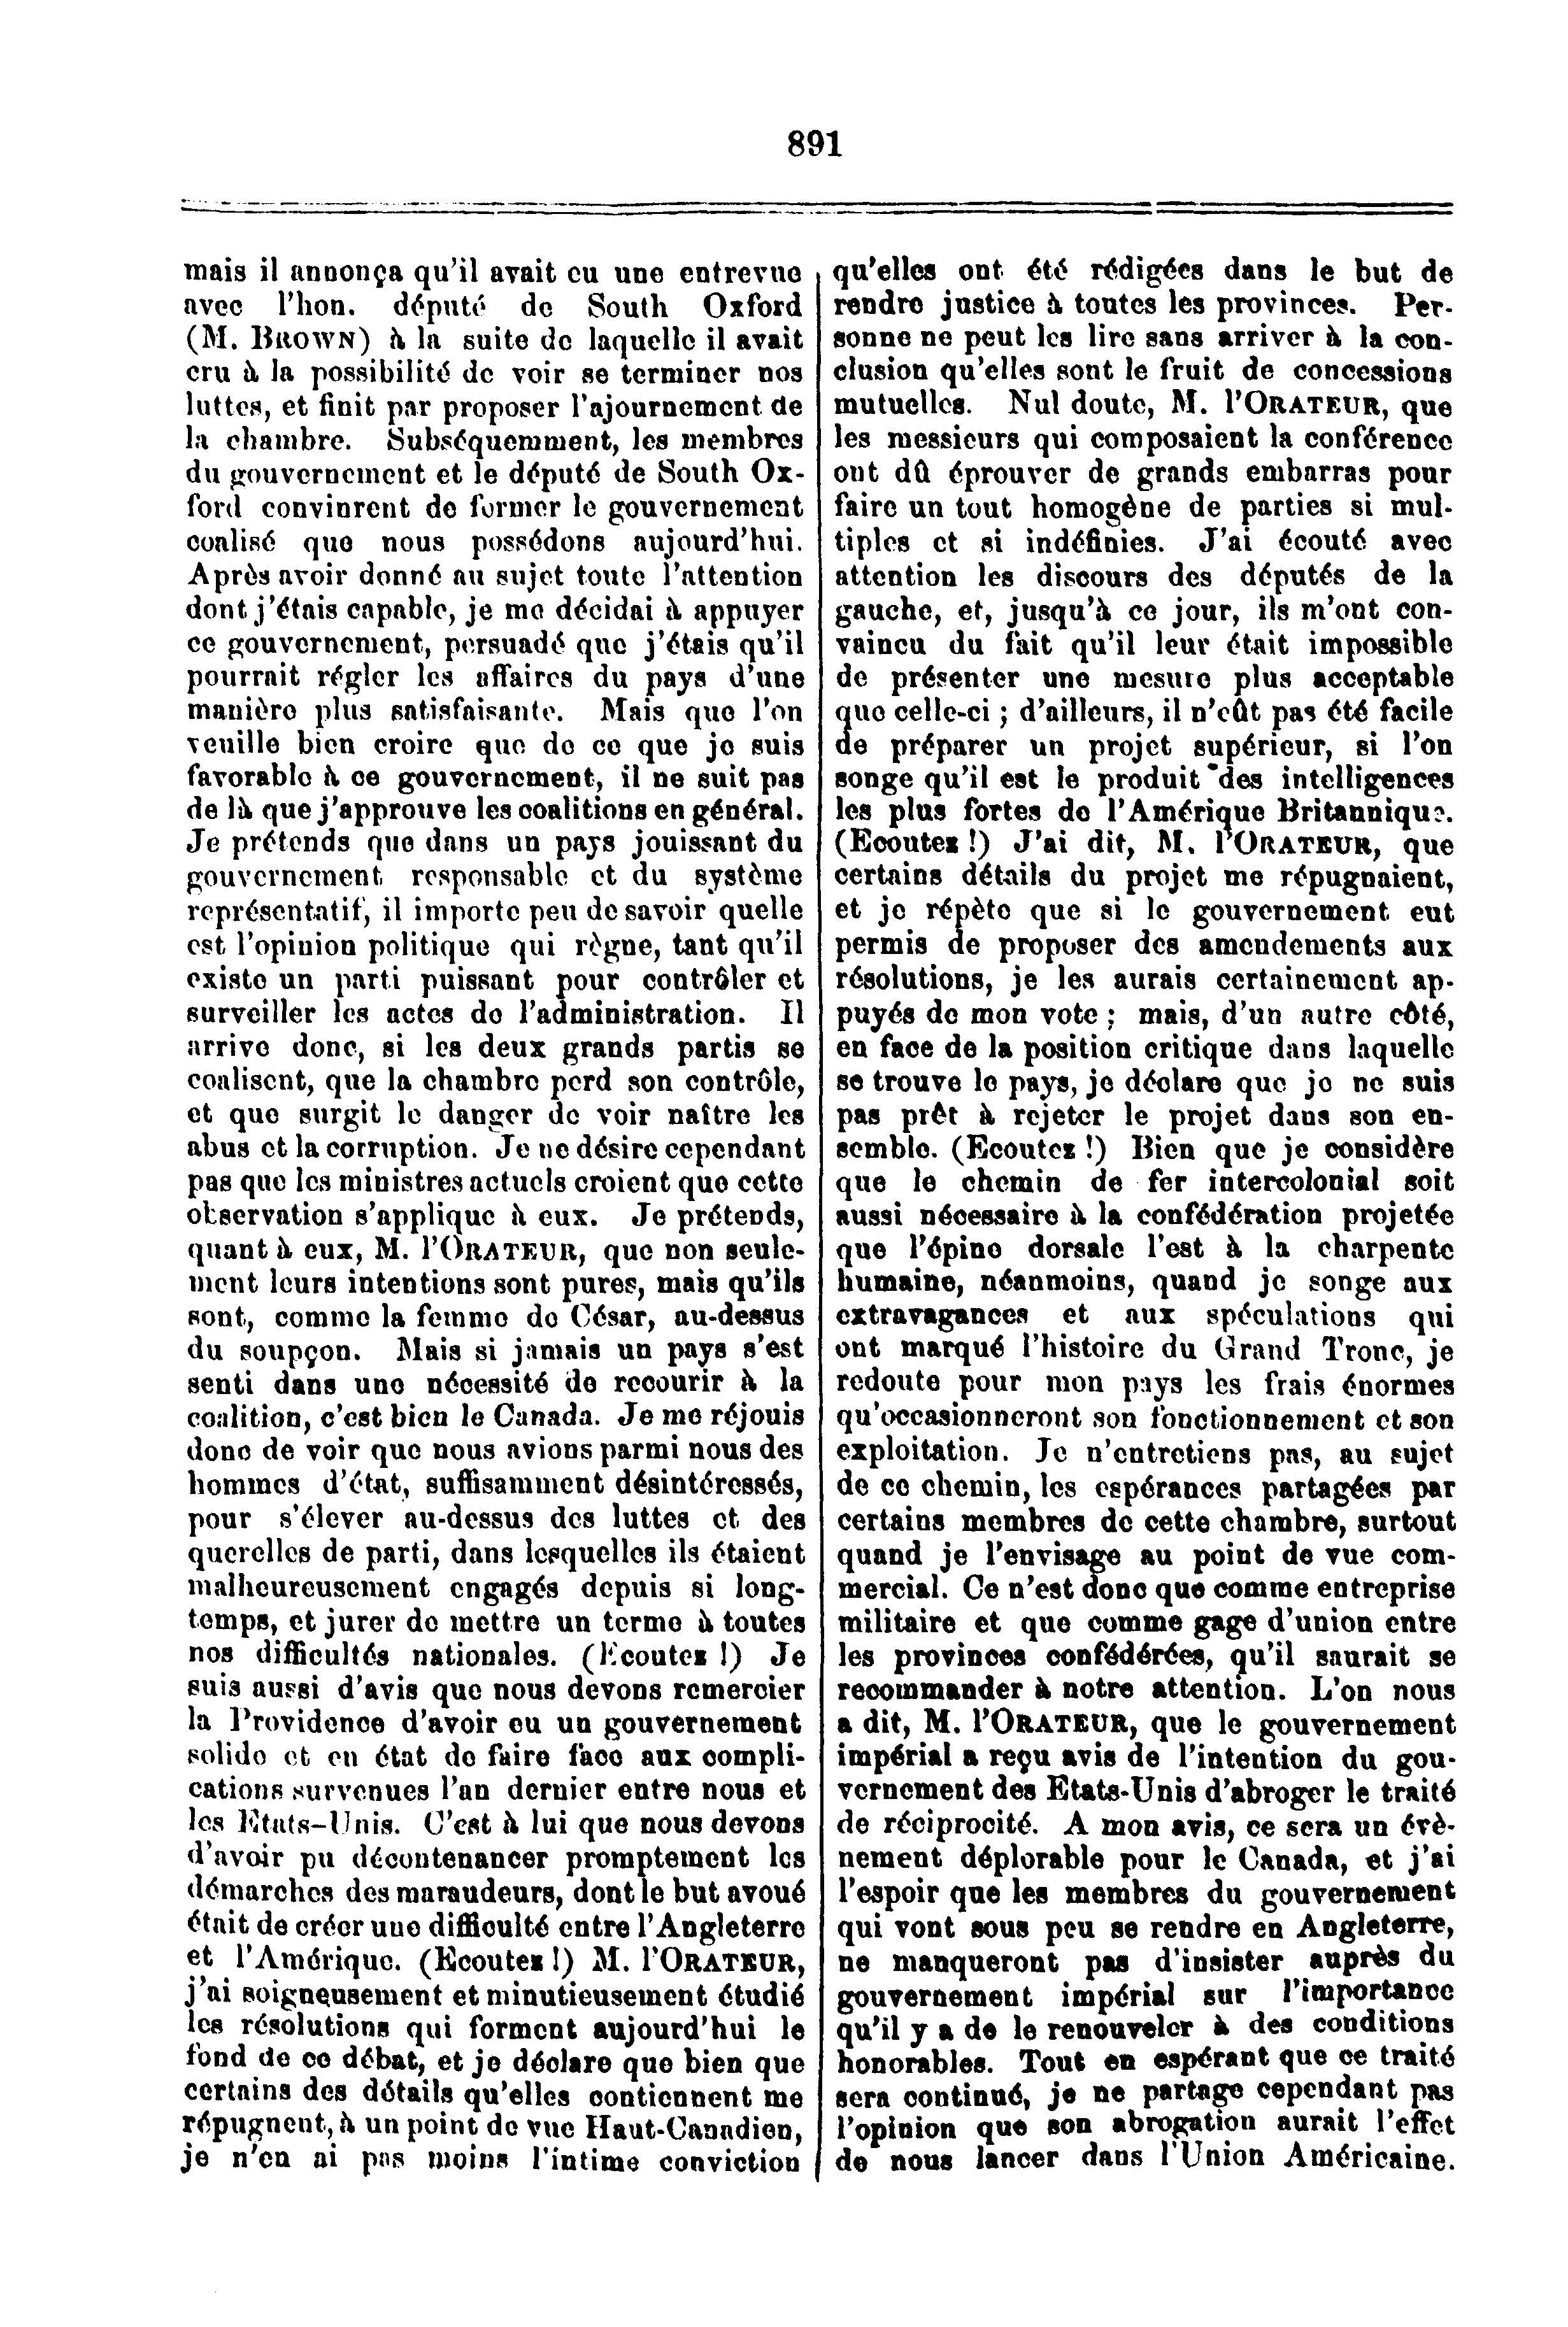 891
mais il annonça qu'il avait eu une entrevue
avec l'hon. député de South Oxford
(M. BROWN) à la suite de laquelle il avait
cru à la possibilité de voir se terminer nos
luttes, et finit par proposer l'ajournement de
la chambre. Subséquemment, les membres
du gouvernement et le député de South Ox-
ford convinrent de former le gouvernement
coalisé que nous possédons aujourd'hui.
Après avoir donné au sujet toute l'attention
dont j'étais capable, je me décidai à appuyer
ce gouvernement, persuadé que j'étais qu'il
pourrait régler les affaires du pays d'une
manière plus satisfaisante. Mais que l'on
veuille bien croire que de ce que je suis
favorable à ce gouvernement, il ne suit pas
de là que j'approuve les coalitions en général.
Je prétends que dans un pays jouissant du
gouvernement responsable et du système
représentatif, il importe peu de savoir quelle
est l'opinion politique qui règne, tant qu'il
existe un parti puissant pour contrôler et
surveiller les actes de l'administration. Il
arrive donc, si les deux grands partis se
coalisent, que la chambre perd son contrôle,
et que surgit le danger de voir naître les
abus et la corruption. Je ne désire cependant
pas que les ministres actuels croient que cette
observation s'applique à eux. Je prétends,
quant à eux, M. l'ORATEUR, que non seule-
ment leurs intentions sont pures, mais qu'ils
sont, comme la femme de César, au-dessus
du soupçon. Mais si jamais un pays s'est
senti dans une nécessité de recourir à la
coalition, c'est bien le Canada. Je me réjouis
donc de voir que nous avions parmi nous des
hommes d'état, suffisamment désintéressés,
pour s'élever au-dessus des luttes et des
querelles de parti, dans lesquelles ils étaient
malheureusement engagés depuis si long-
temps, et jurer de mettre un terme à toutes
nos difficultés nationales. (Ecoutez !) Je
suis aussi d'avis que nous devons remercier
la Providence d'avoir eu un gouvernement
solide et en état de faire face aux compli-
cations survenues l'an dernier entre nous et
les Etats-Unis. C'est à lui que nous devons
d'avoir pu décontenancer promptement les
démarches des maraudeurs, dont le but avoué
était de créer une difficulté entre l'Angleterre
et l'Amérique. (Ecoutez !) M. l'ORATEUR,
j'ai soigneusement et minutieusement étudié
les résolutions qui forment aujourd'hui le
fond de ce débat, et je déclare que bien que
certains des détails qu'elles contiennent me
répugnent, à un point de vue Haut-Canadien,
je n'en ai pas moins l'intime conviction
qu'elles ont été rédigées dans le but de
rendre justice à toutes les provinces. Per-
sonne ne peut les lire sans arriver à la con-
clusion qu'elles sont le fruit de concessions
mutuelles. Nul doute, M. l'ORATEUR, que
les messieurs qui composaient la conférence
ont dû éprouver de grands embarras pour
faire un tout homogène de parties si mul-
tiples et si indéfinies. J'ai écouté avec
attention les discours des députés de la
gauche, et, jusqu'à ce jour, ils m'ont con-
vaincu du fait qu'il leur était impossible
de présenter une mesure plus acceptable
que celle-ci ; d'ailleurs, il n'eût pas été facile
de préparer un projet supérieur, si l'on
songe qu'il est le produit des intelligences
les plus fortes de l'Amérique Britannique.
(Ecoutez !) J'ai dit, M. l'ORATEUR, que
certains détails du projet me répugnaient,
et je répète que si le gouvernement eut
permis de proposer des amendements aux
résolutions, je les aurais certainement ap-
puyés de mon vote ; mais, d'un autre côté,
en face de la position critique dans laquelle
se trouve le pays, je déclare que je ne suis
pas prêt à rejeter le projet dans son en-
semble. (Ecoutez !) Bien que je considère
que le chemin de fer intercolonial soit
aussi nécessaire à la confédération projetée
que l'épine dorsale l'est à la charpente
humaine, néanmoins, quand je songe aux
extravagances et aux spéculations qui
ont marqué l'histoire du Grand Tronc, je
redoute pour mon pays les frais énormes
qu'occasionneront son fonctionnement et son
exploitation. Je n'entretiens pas, au sujet
de ce chemin, les espérances partagées par
certains membres de cette chambre, surtout
quand je l'envisage au point de vue com-
mercial. Ce n'est donc que comme entreprise
militaire et que comme gage d'union entre
les provinces confédérées, qu'il saurait se
recommander à notre attention. L'on nous
a dit, M. l'ORATEUR, que le gouvernement
impérial a reçu avis de l'intention du gou-
vernement des Etats-Unis d'abroger le traité
de réciprocité. A mon avis, ce sera un évè-
nement déplorable pour le Canada, et j'ai
l'espoir que les membres du gouvernement
qui vont sous peu se rendre en Angleterre,
ne manqueront pas d'insister auprès du
gouvernement impérial sur l'importance
qu'il y a de le renouveler à des conditions
honorables. Tout en espérant que ce traité
sera continué, je ne partage cependant pas
l'opinion que son abrogation aurait l'effet
de nous lancer dans l'Union Américaine.